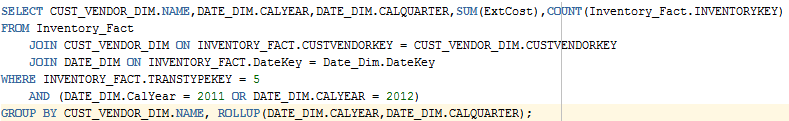 SELECT CUST_VENDOR_DIM.NAME,DATE_DIM.CALYEAR,DATE_DIM.CALQUARTER,SUM(ExtCost),COUNT(Inventory_Fact.INVENTORYKEY)
FROM Inventory_Fact
JOIN CUST_VENDOR_DIM ON INVENTORY_FACT.CUSTVENDORKEY = CUST_VENDOR_DIM.CUSTVENDORKEY
JOIN DATE_DIM ON INVENTORY_FACT.DateKey = Date_Dim.DateKey
WHERE INVENTORY_FACT.TRANSTYPEKEY = 5
AND (DATE_DIM.CalYear = 2011 OR DATE_DIM.CALYEAR = 2012)
GROUP BY CUST_VENDOR_DIM.NAME, ROLLUP(DATE_DIM.CALYEAR,DATE_DIM.CALQUARTER);